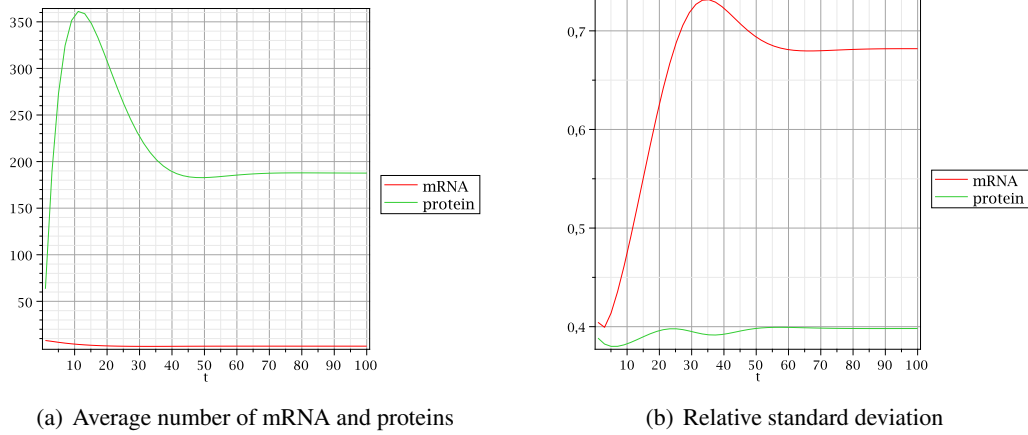 350
300
250
200
150
100
50
10 20 30 40 50 60 70 80 90 100
t
mRNA
protein
(a) Average number of mRNA and proteins
0,7
0,6
0,5
0,4
10 20 30 40 50 60 70 80 90 100
t
mRNA
protein
(b) Relative standard deviation